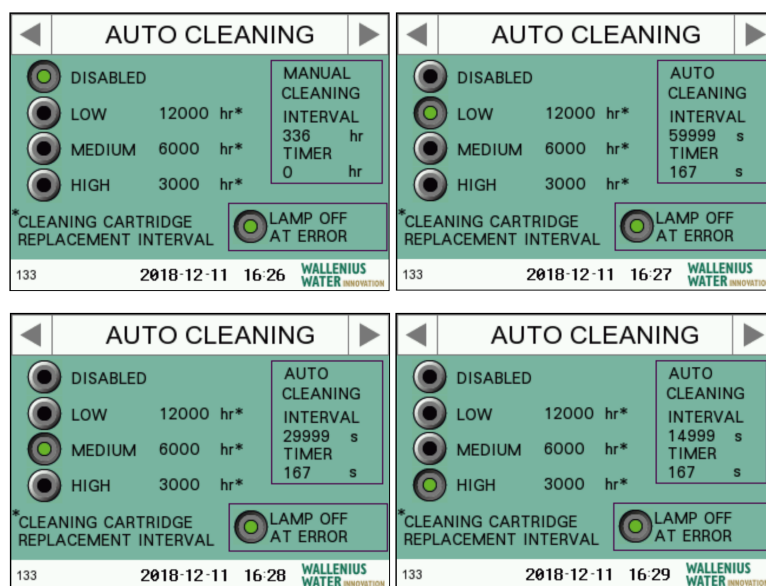 AUTO CLEANING
DISABLED
LOW 12000 hr*
MEDIUM 6000 hr*
HIGH 3000 hr*
MANUAL
CLEANING
INTERVAL
336 hr
TIMER
0 hr
*CLEANING CARTRIDGE
REPLACEMENT INTERVAL
LAMP OFF
AT ERROR
133 2018-12-11 16:26 WALLENIUS
WATER INNOVATION
AUTO CLEANING
DISABLED
LOW 12000 hr*
MEDIUM 6000 hr*
HIGH 3000 hr*
AUTO
CLEANING
INTERVAL
59999 s
TIMER
167 s
*CLEANING CARTRIDGE
REPLACEMENT INTERVAL
LAMP OFF
AT ERROR
133 2018-12-11 16:27 WALLENIUS
WATER INNOVATION
AUTO CLEANING
DISABLED
LOW 12000 hr*
MEDIUM 6000 hr*
HIGH 3000 hr*
AUTO
CLEANING
INTERVAL
29999 s
TIMER
167 s
*CLEANING CARTRIDGE
REPLACEMENT INTERVAL
LAMP OFF
AT ERROR
133 2018-12-11 16:28 WALLENIUS
WATER INNOVATION
AUTO CLEANING
DISABLED
LOW 12000 hr*
MEDIUM 6000 hr*
HIGH 3000 hr*
AUTO
CLEANING
INTERVAL
14999 s
TIMER
167 s
*CLEANING CARTRIDGE
REPLACEMENT INTERVAL
LAMP OFF
AT ERROR
133 2018-12-11 16:29 WALLENIUS
WATER INNOVATION